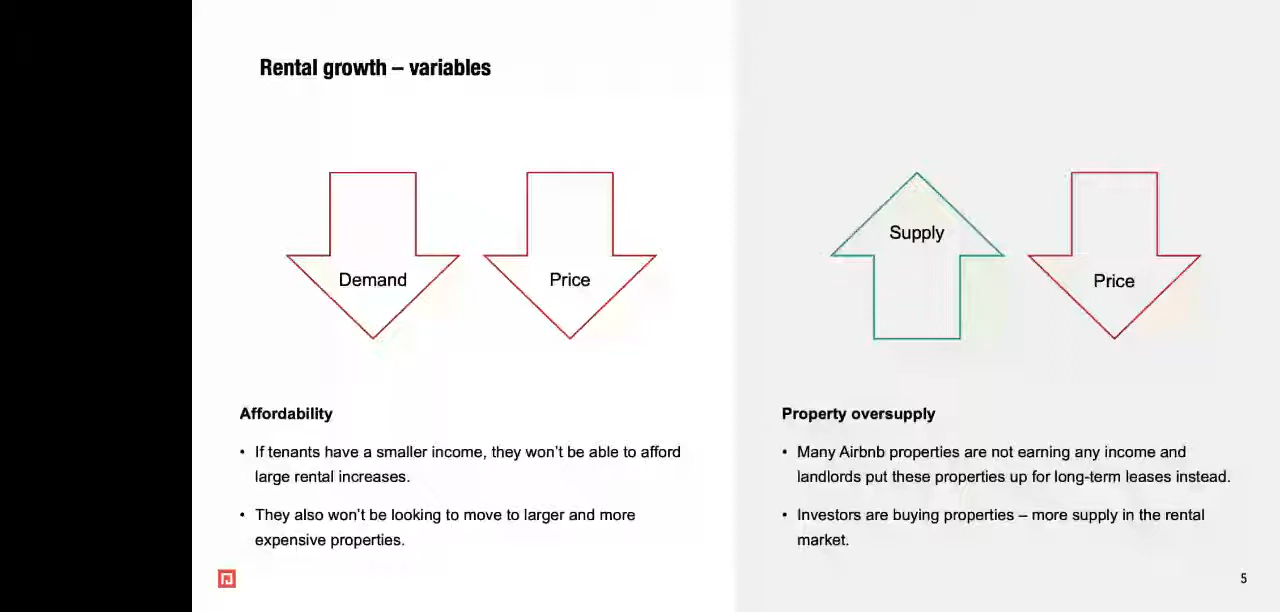 Rental growth – variables
Demand
Price
Supply
Price
Affordability
• If tenants have a smaller income, they won't be able to afford
large rental increases.
• They also won't be looking to move to larger and more
expensive properties.
Property oversupply
• Many Airbnb properties are not earning any income and
landlords put these properties up for long-term leases instead.
• Investors are buying properties – more supply in the rental
market.
5